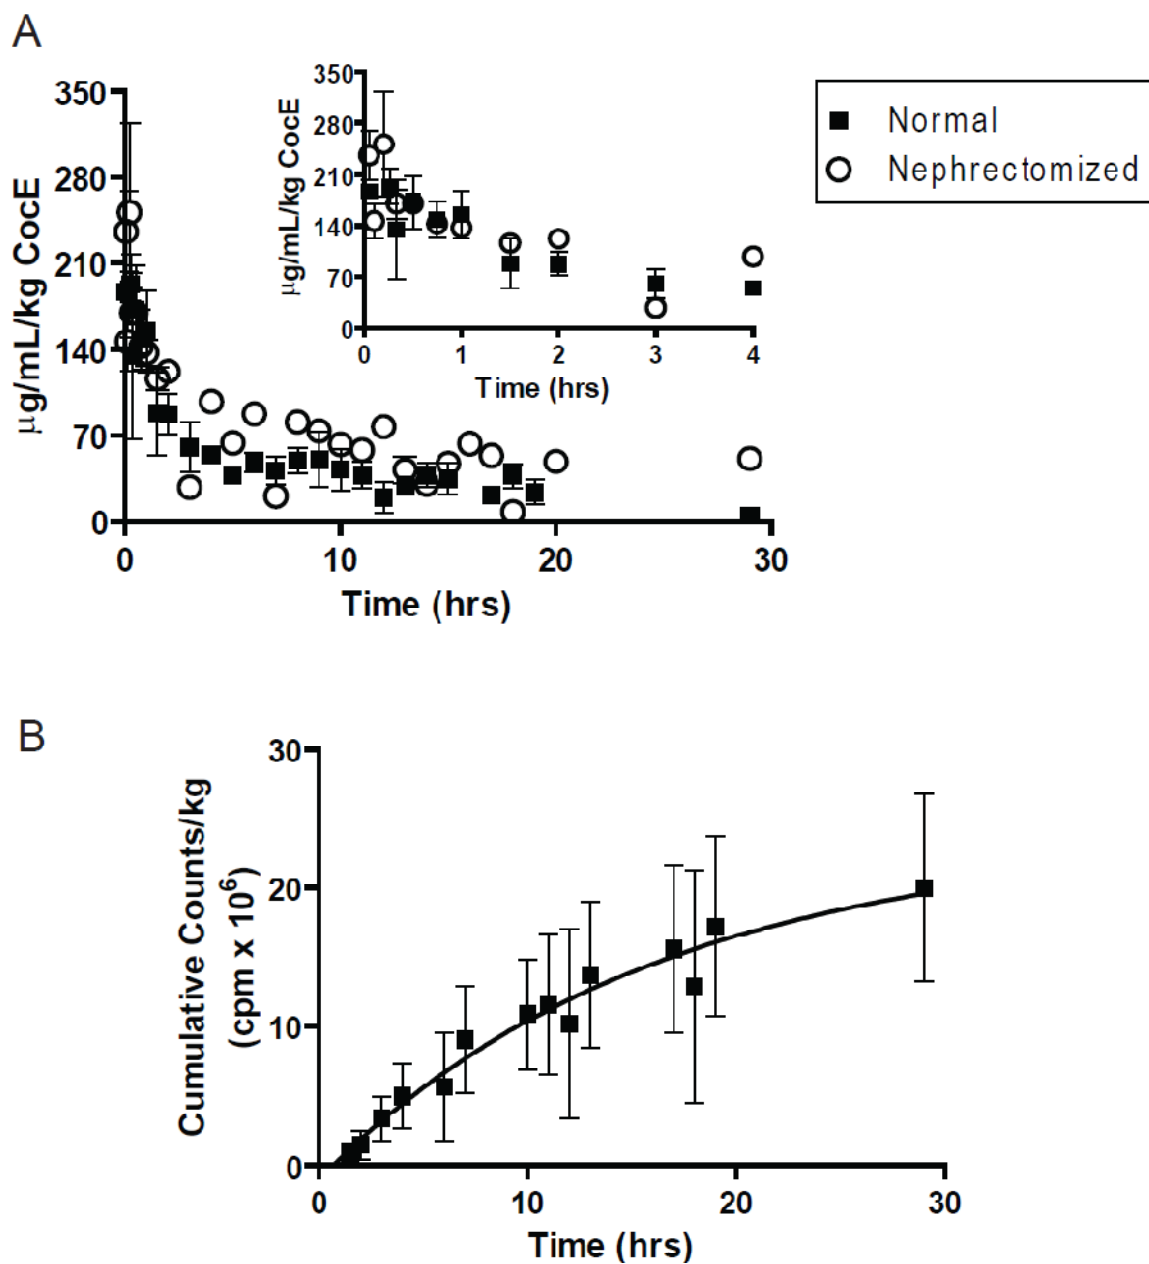 A
350
280
210
140
70
0
μg/mL/kg CocE
0
10
20
30
Time (hrs)
350
280
210
140
70
0
μg/mL/kg CocE
0
1
2
3
4
Time (hrs)
Normal
Nephrectomized
B
30
20
10
0
Cumulative Counts/kg
(cpm x 10⁶)
0
10
20
30
Time (hrs)